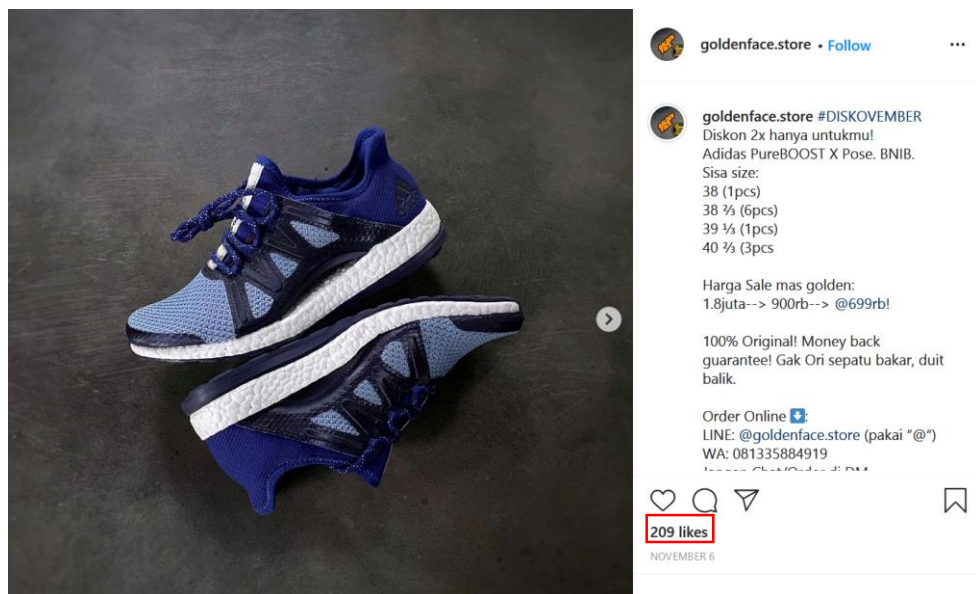 goldenface.store • Follow
goldenface.store #DISKOVEMBER
Diskon 2x hanya untukmu!
Adidas PureBOOST X Pose. BNIB.
Sisa size:
38 (1pcs)
38 ⅔ (6pcs)
39 ⅓ (1pcs)
40 ⅔ (3pcs
Harga Sale mas golden:
1.8juta--> 900rb--> @699rb!
100% Original! Money back
guarantee! Gak Ori sepatu bakar, duit
balik.
Order Online ⬇️:
LINE: @goldenface.store (pakai "@")
WA: 081335884919
209 likes
NOVEMBER 6